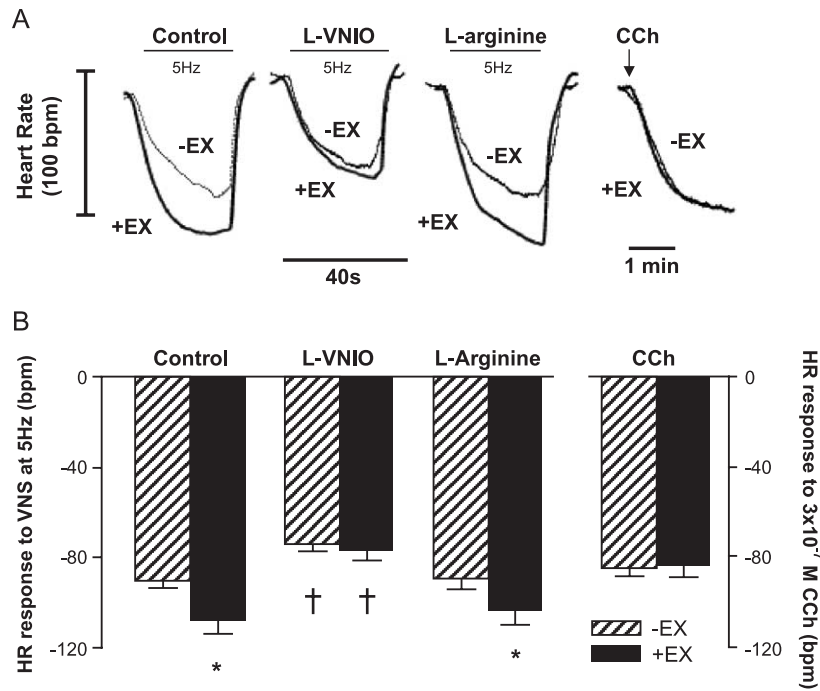 A
Control L-VNIO L-arginine CCh
5Hz 5Hz 5Hz
Heart Rate
(100 bpm)
-EX -EX -EX -EX
+EX +EX +EX +EX
40s 1 min
B
Control L-VNIO L-Arginine CCh
HR response to VNS at 5Hz (bpm)
0
-40
-80
-120
* † † *
-EX
+EX
0
-40
-80
-120
HR response to 3x10⁻⁷ M CCh (bpm)